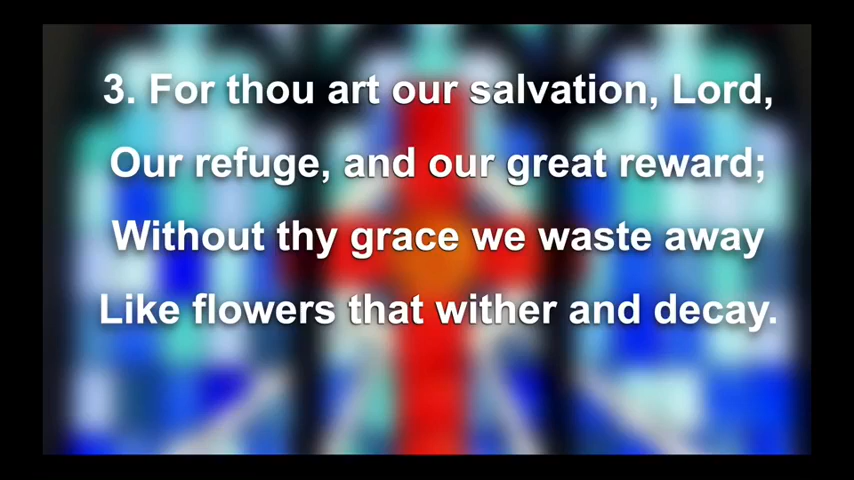 3. For thou art our salvation, Lord,
Our refuge, and our great reward;
Without thy grace we waste away
Like flowers that wither and decay.